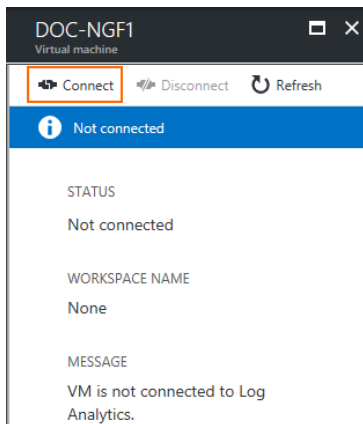 DOC-NGF1
Virtual machine
Connect Disconnect Refresh
Not connected
STATUS
Not connected
WORKSPACE NAME
None
MESSAGE
VM is not connected to Log
Analytics.